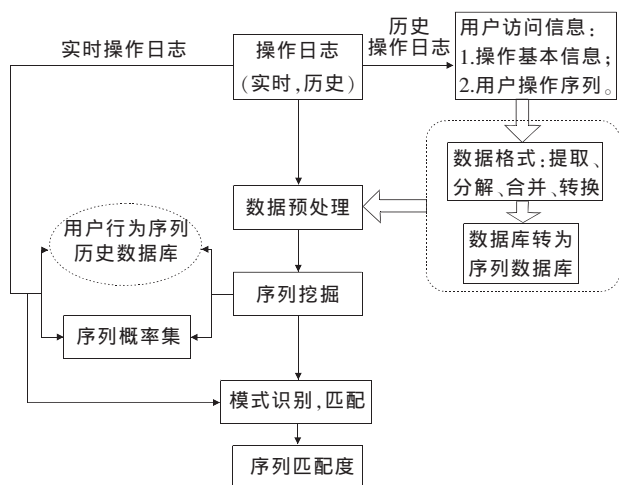 实时操作日志
操作日志
(实时,历史)
历史
操作日志
用户访问信息:
1.操作基本信息;
2.用户操作序列。
数据格式:提取、
分解、合并、转换
数据库转为
序列数据库
数据预处理
用户行为序列
历史数据库
序列挖掘
序列概率集
模式识别,匹配
序列匹配度